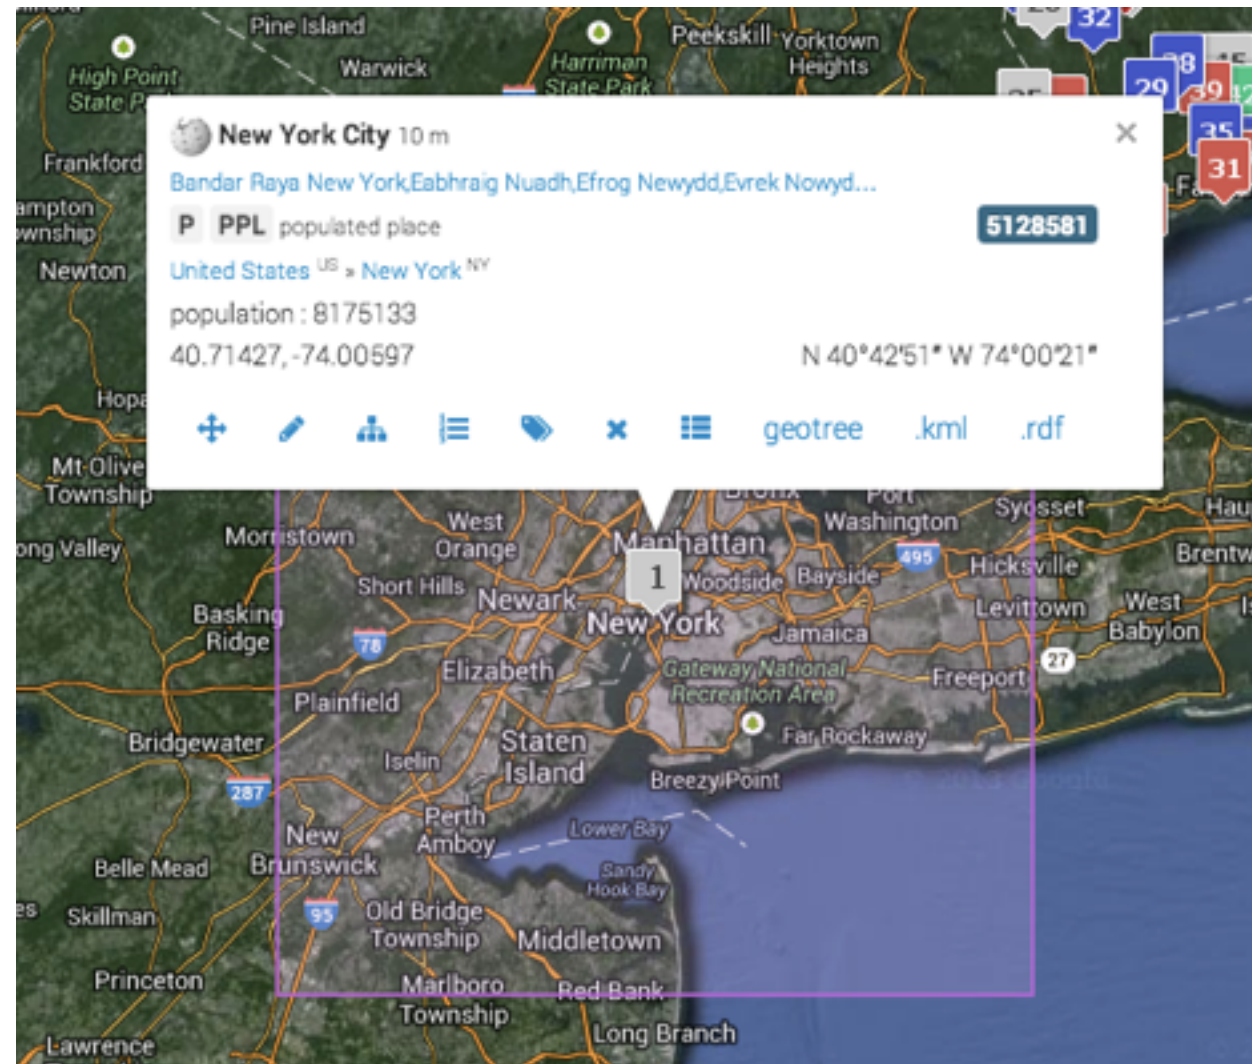 Pine Island
Peekskill
Yorktown
Heights
32
High Point
State
Warwick
Harriman
State Park
28
29
39
42
35
31
New York City 10 m
Bandar Raya New York,Eabhraig Nuadh,Efrog Newydd,Evrek Nowyd...
P PPL populated place
5128581
United States US » New York NY
population : 8175133
40.71427, -74.00597
N 40°42'51" W 74°00'21"
geotree .kml .rdf
Frankford
Newton
Mt Olive
Township
Bronx
Port
Washington
Syosset
Morristown
West
Orange
Manhattan
495
Hicksville
Short Hills
1
Woodside
Bayside
Newark
New York
Levittown
West
Babylon
Basking
Ridge
78
Jamaica
27
Elizabeth
Gateway National
Recreation Area
Freeport
Plainfield
Bridgewater
Staten
Island
Far Rockaway
Iselin
Breezy Point
287
Perth
Amboy
New
Brunswick
Lower Bay
Belle Mead
Sandy
Hook Bay
Skillman
95
Old Bridge
Township
Middletown
Princeton
Marlboro
Township
Red Bank
Long Branch
Lawrence